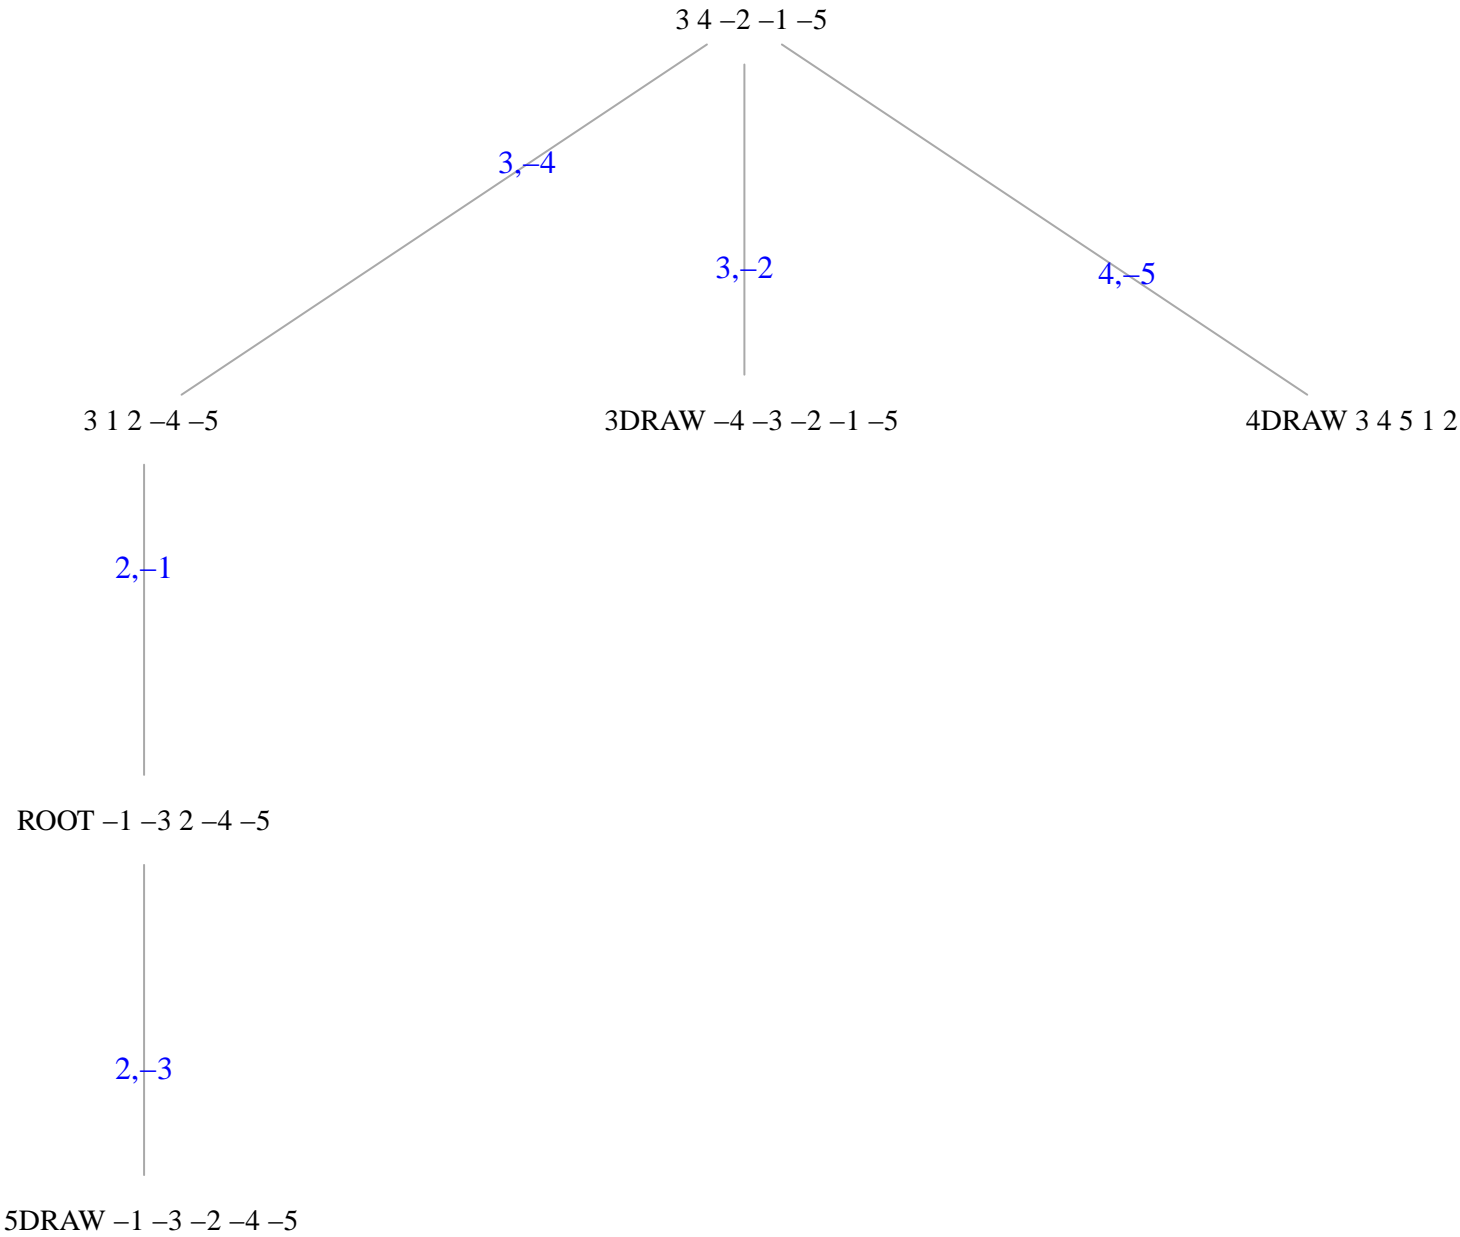 3 4 –2 –1 –5
3,–4
3,–2
4,–5
3 1 2 –4 –5
3DRAW –4 –3 –2 –1 –5
4DRAW 3 4 5 1 2
2,–1
ROOT –1 –3 2 –4 –5
2,–3
5DRAW –1 –3 –2 –4 –5